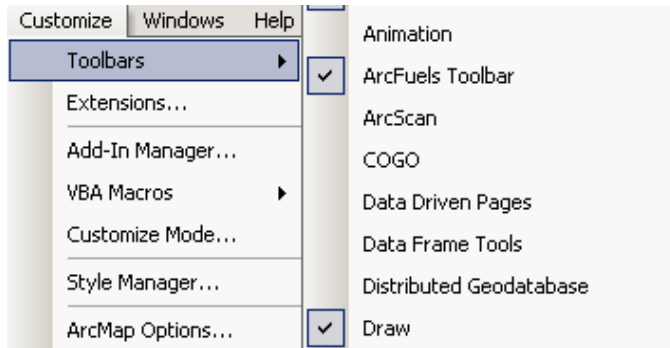 Customize Windows Help
Toolbars
Extensions...
Add-In Manager...
VBA Macros
Customize Mode...
Style Manager...
ArcMap Options...
Animation
ArcFuels Toolbar
ArcScan
COGO
Data Driven Pages
Data Frame Tools
Distributed Geodatabase
Draw